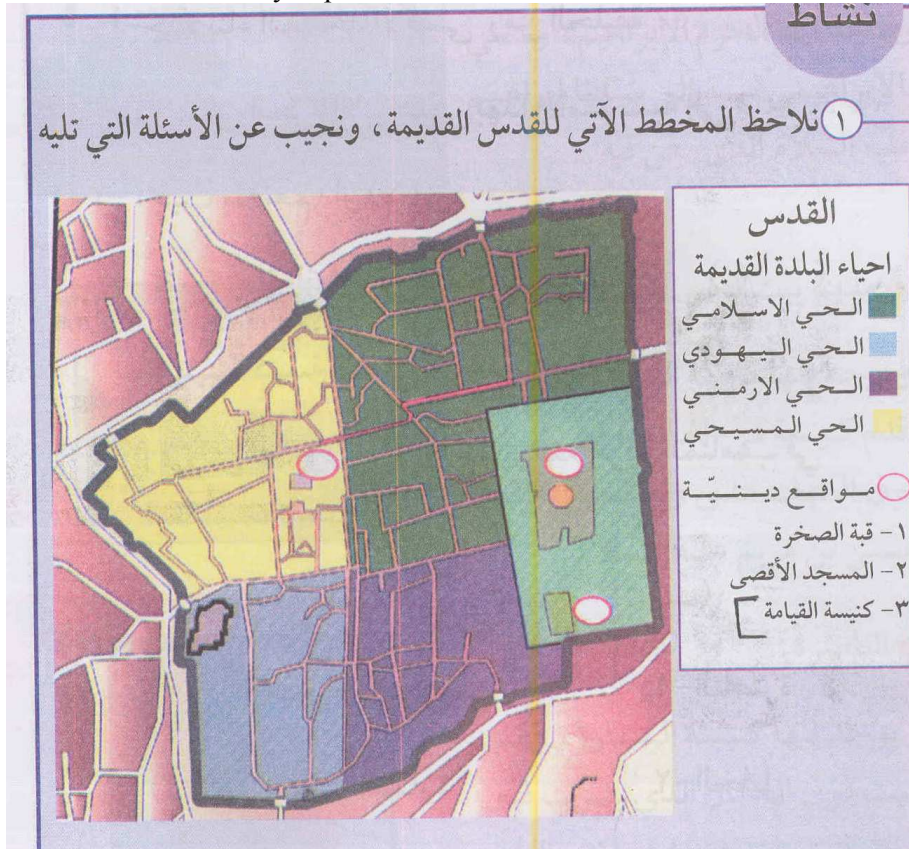 نشاط
١ نلاحظ المخطط الآتي للقدس القديمة، ونجيب عن الأسئلة التي تليه
القدس
احياء البلدة القديمة
الحي الاسلامي
الحي اليهودي
الحي الارمني
الحي المسيحي
مواقع دينيّة
١- قبة الصخرة
٢- المسجد الأقصى
٣- كنيسة القيامة